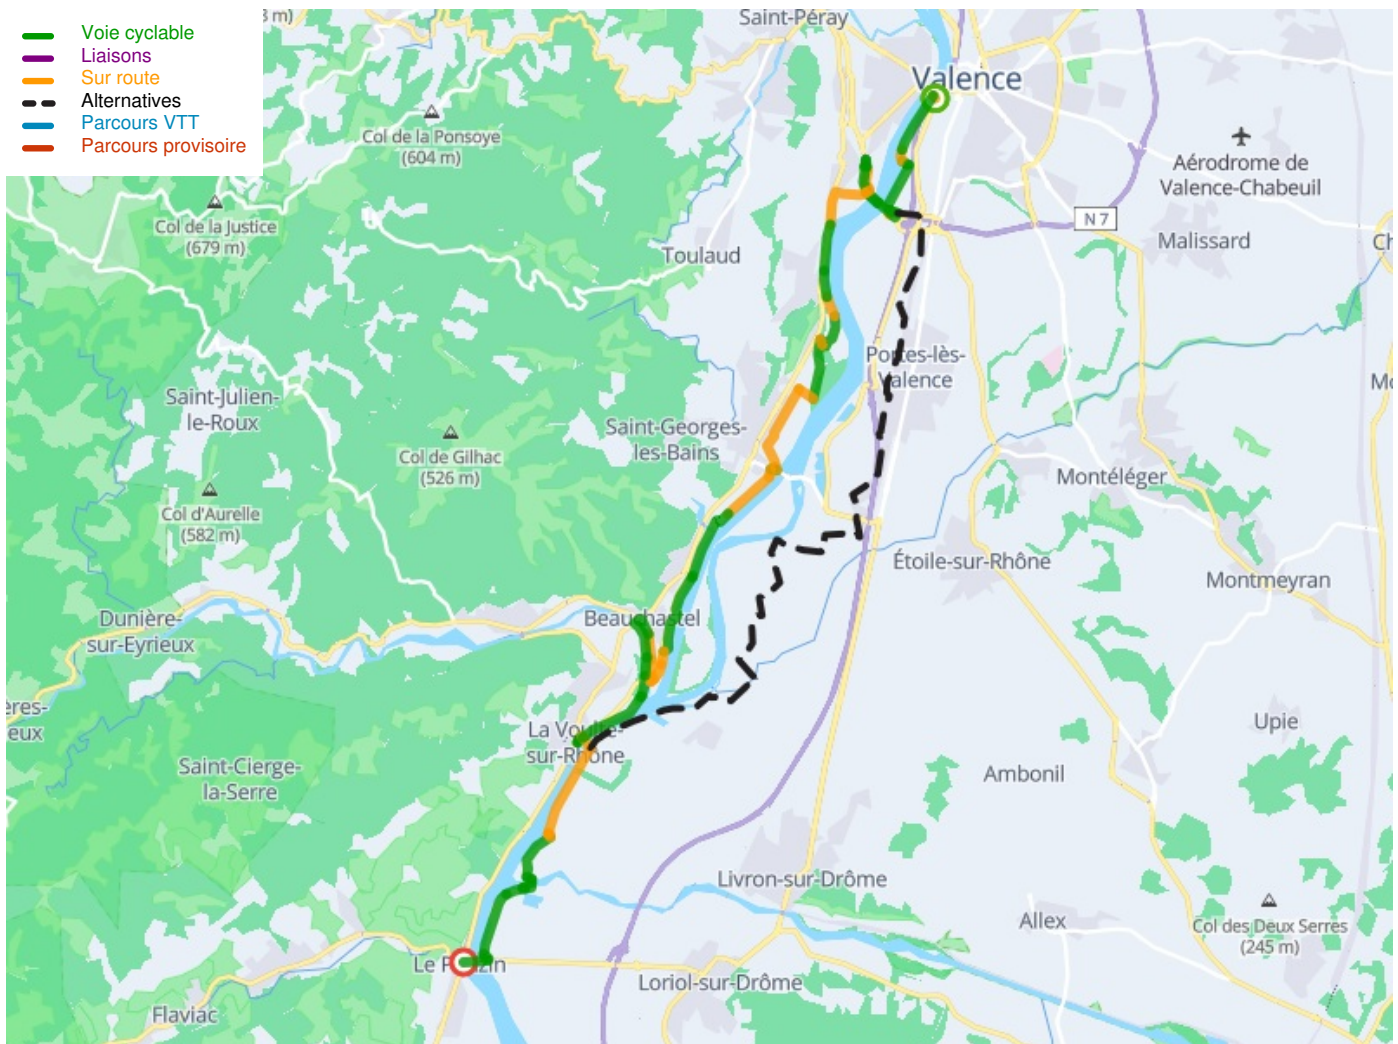 Voie cyclable
Liaisons
Sur route
Alternatives
Parcours VTT
Parcours provisoire
Saint-Péray
Valence
Col de la Ponsoye
(604 m)
Aérodrome de
Valence-Chabeuil
Col de la Justice
(679 m)
N 7
Malissard
Toulaud
Portes-lès-
Valence
Saint-Julien-
le-Roux
Saint-Georges-
les-Bains
Col de Gilhac
(526 m)
Montéléger
Col d'Aurelle
(582 m)
Étoile-sur-Rhône
Montmeyran
Dunière-
sur-Eyrieux
Beauchastel
La Voulte-
sur-Rhône
Upie
Saint-Cierge-
la-Serre
Ambonil
Livron-sur-Drôme
Allex
Col des Deux Serres
(245 m)
Le Pouzin
Loriol-sur-Drôme
Flaviac